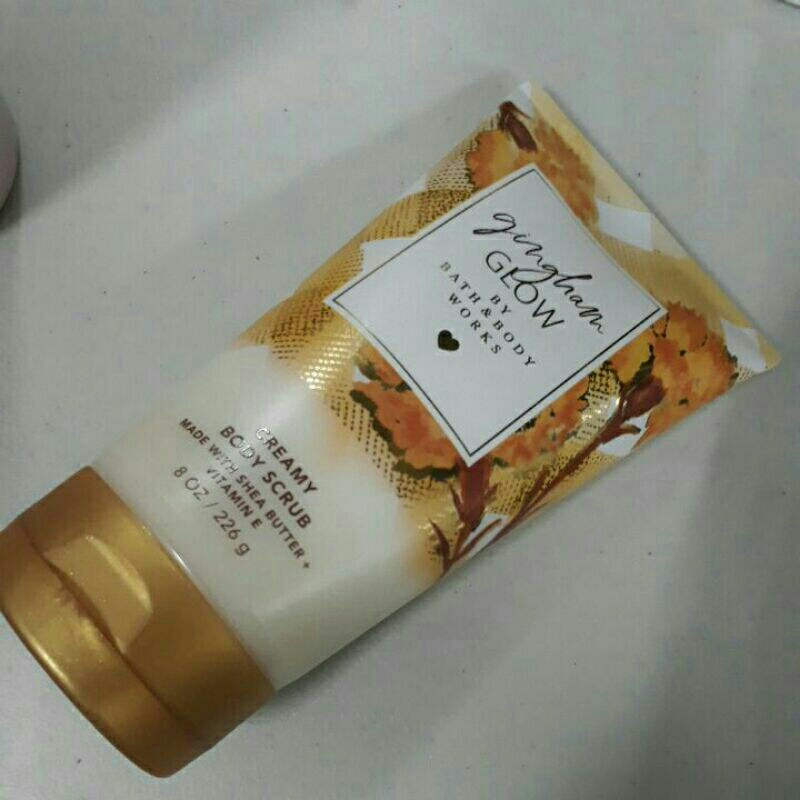 gingham
GLOW
BY
BATH & BODY
WORKS
CREAMY
BODY SCRUB
MADE WITH SHEA BUTTER +
VITAMIN E
8 OZ / 226 g